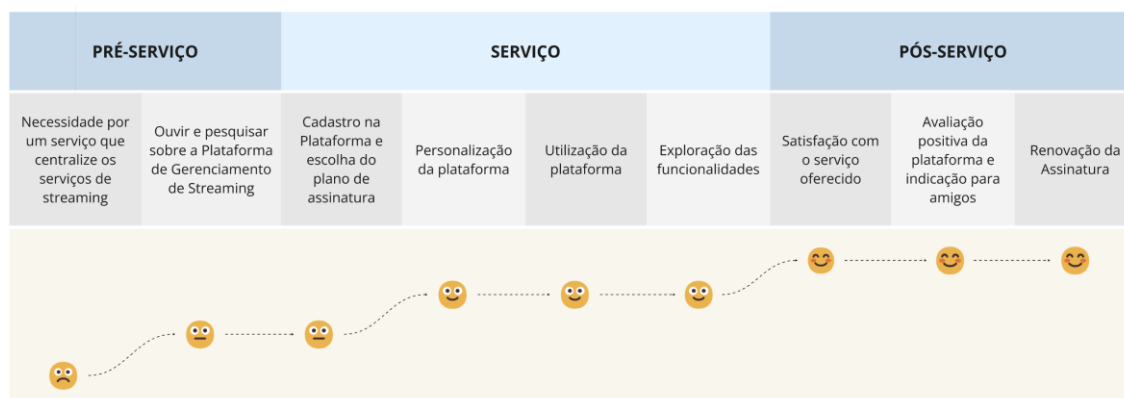 PRÉ-SERVIÇO
SERVIÇO
PÓS-SERVIÇO
Necessidade por
um serviço que
centralize os
serviços de
streaming
Ouvir e pesquisar
sobre a Plataforma
de Gerenciamento
de Streaming
Cadastro na
Plataforma e
escolha do
plano de
assinatura
Personalização
da plataforma
Utilização da
plataforma
Exploração das
funcionalidades
Satisfação com
o serviço
oferecido
Avaliação
positiva da
plataforma e
indicação para
amigos
Renovação da
Assinatura